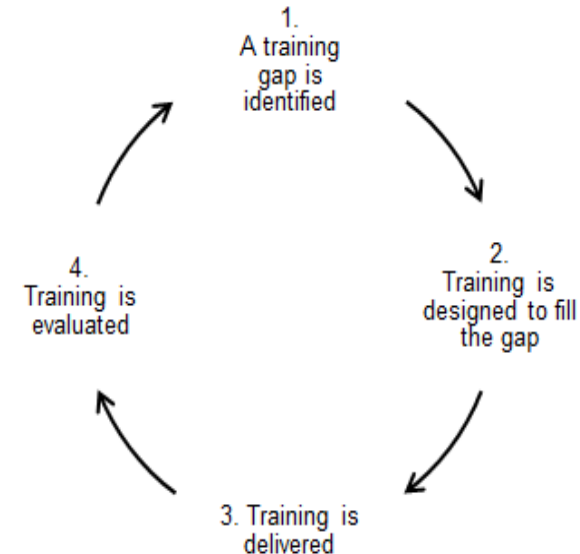 1.
A training
gap is
identified
2.
Training is
designed to fill
the gap
3. Training is
delivered
4.
Training is
evaluated